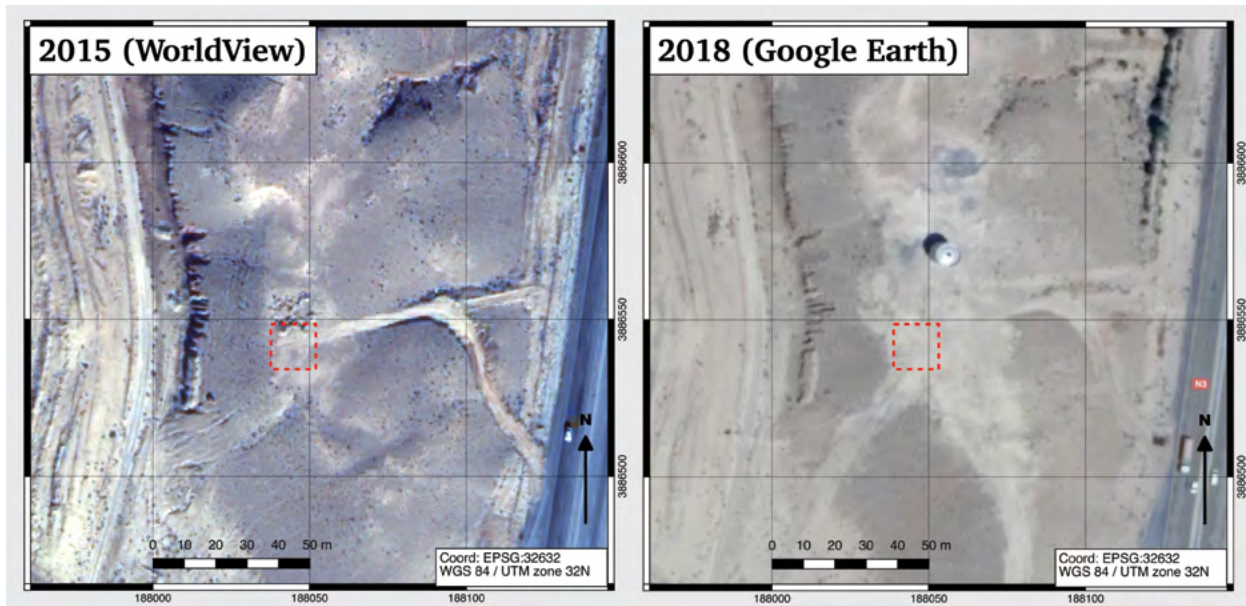 2015 (WorldView)
3886600
3886550
3886500
N
0 10 20 30 40 50 m
Coord: EPSG:32632
WGS 84 / UTM zone 32N
188000 188050 188100
2018 (Google Earth)
3886600
3886550
N3
N
3886500
0 10 20 30 40 50 m
Coord: EPSG:32632
WGS 84 / UTM zone 32N
188000 188050 188100